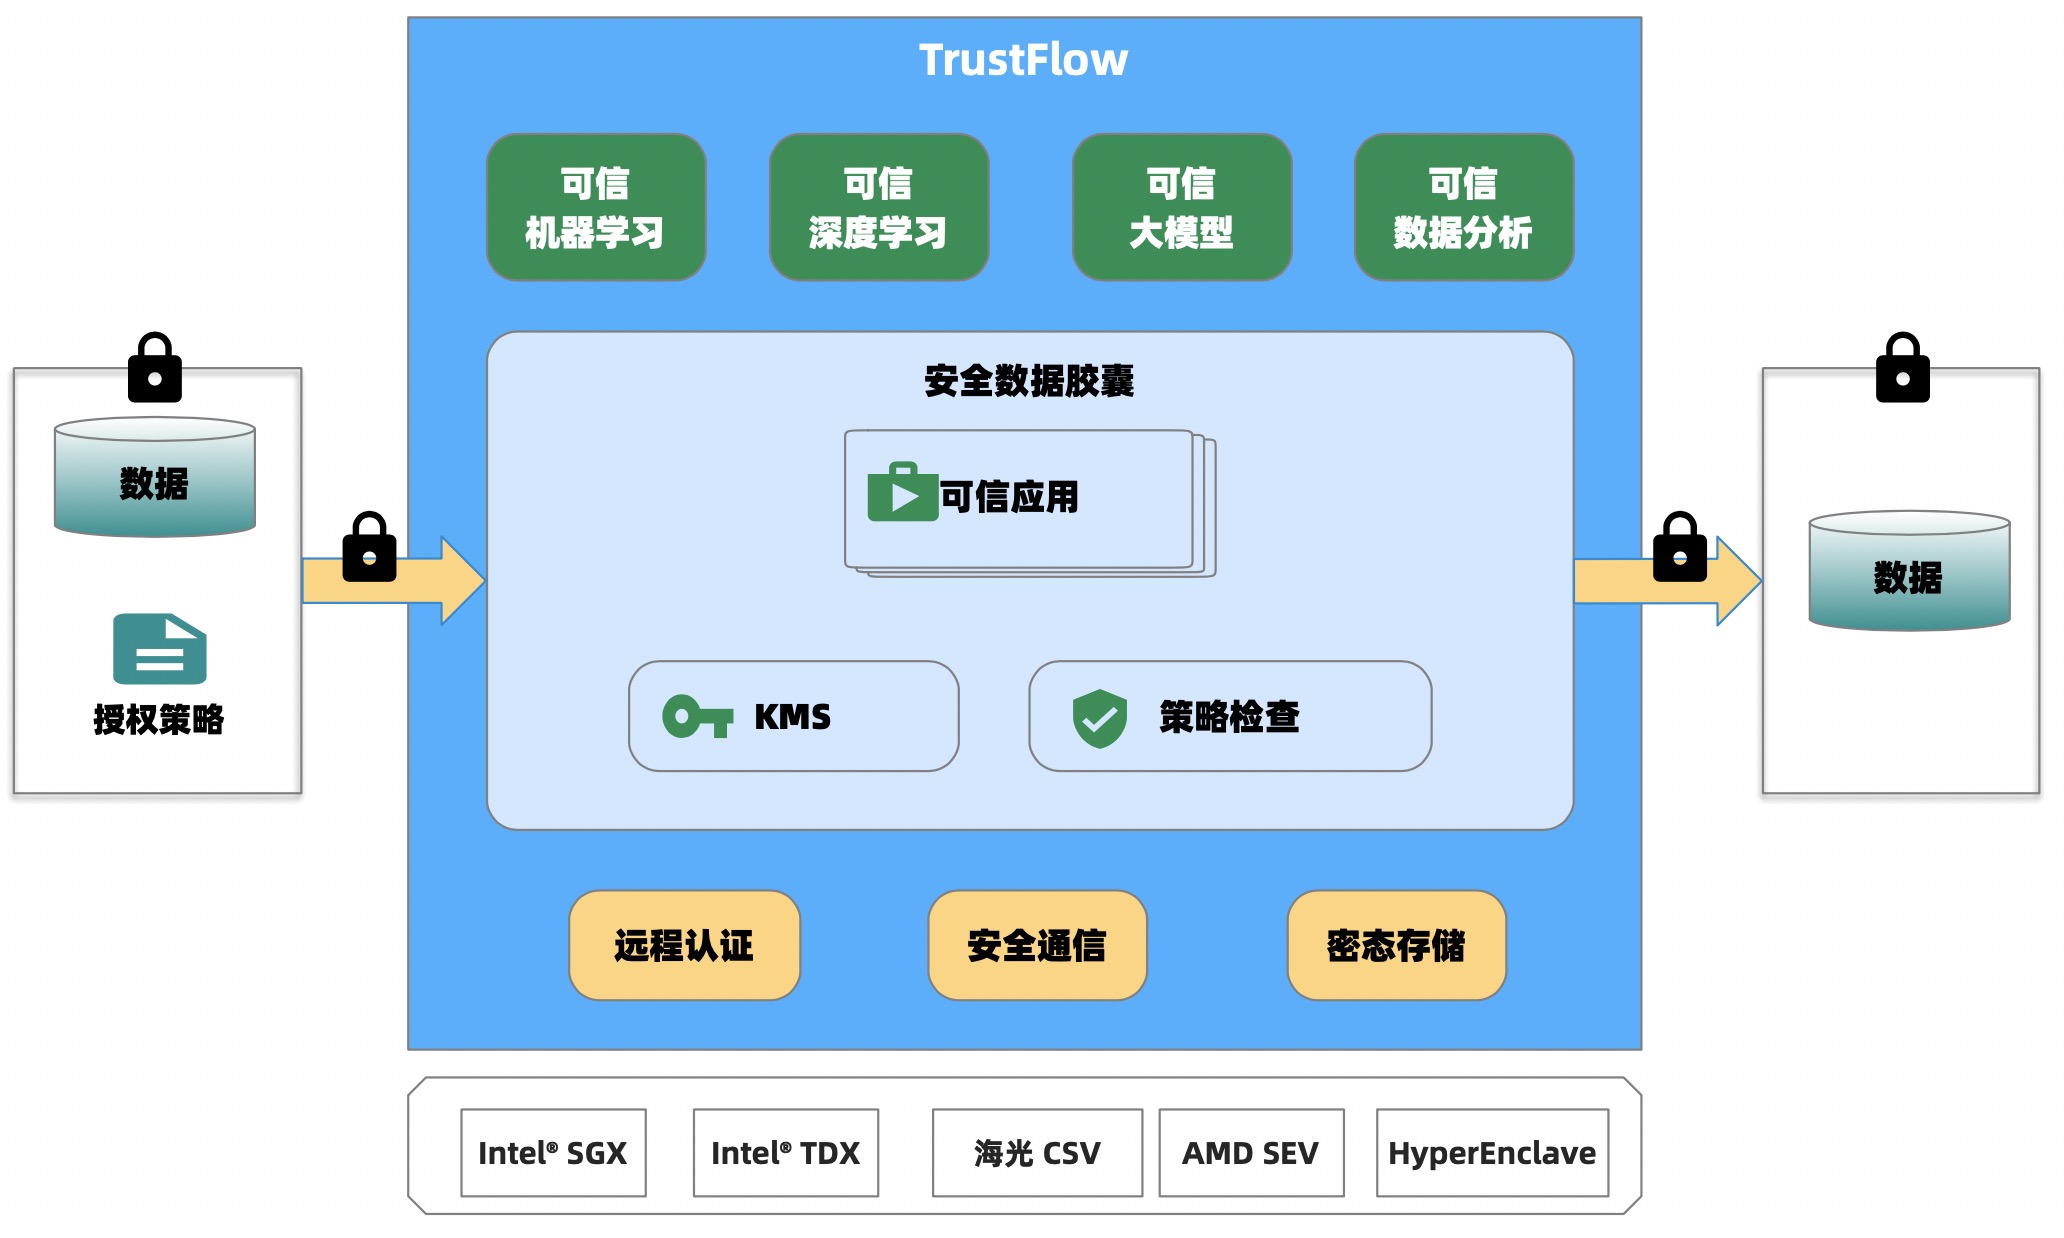 TrustFlow
可信
机器学习
可信
深度学习
可信
大模型
可信
数据分析
安全数据胶囊
可信应用
数据
授权策略
KMS
策略检查
数据
远程认证
安全通信
密态存储
Intel® SGX
Intel® TDX
海光 CSV
AMD SEV
HyperEnclave